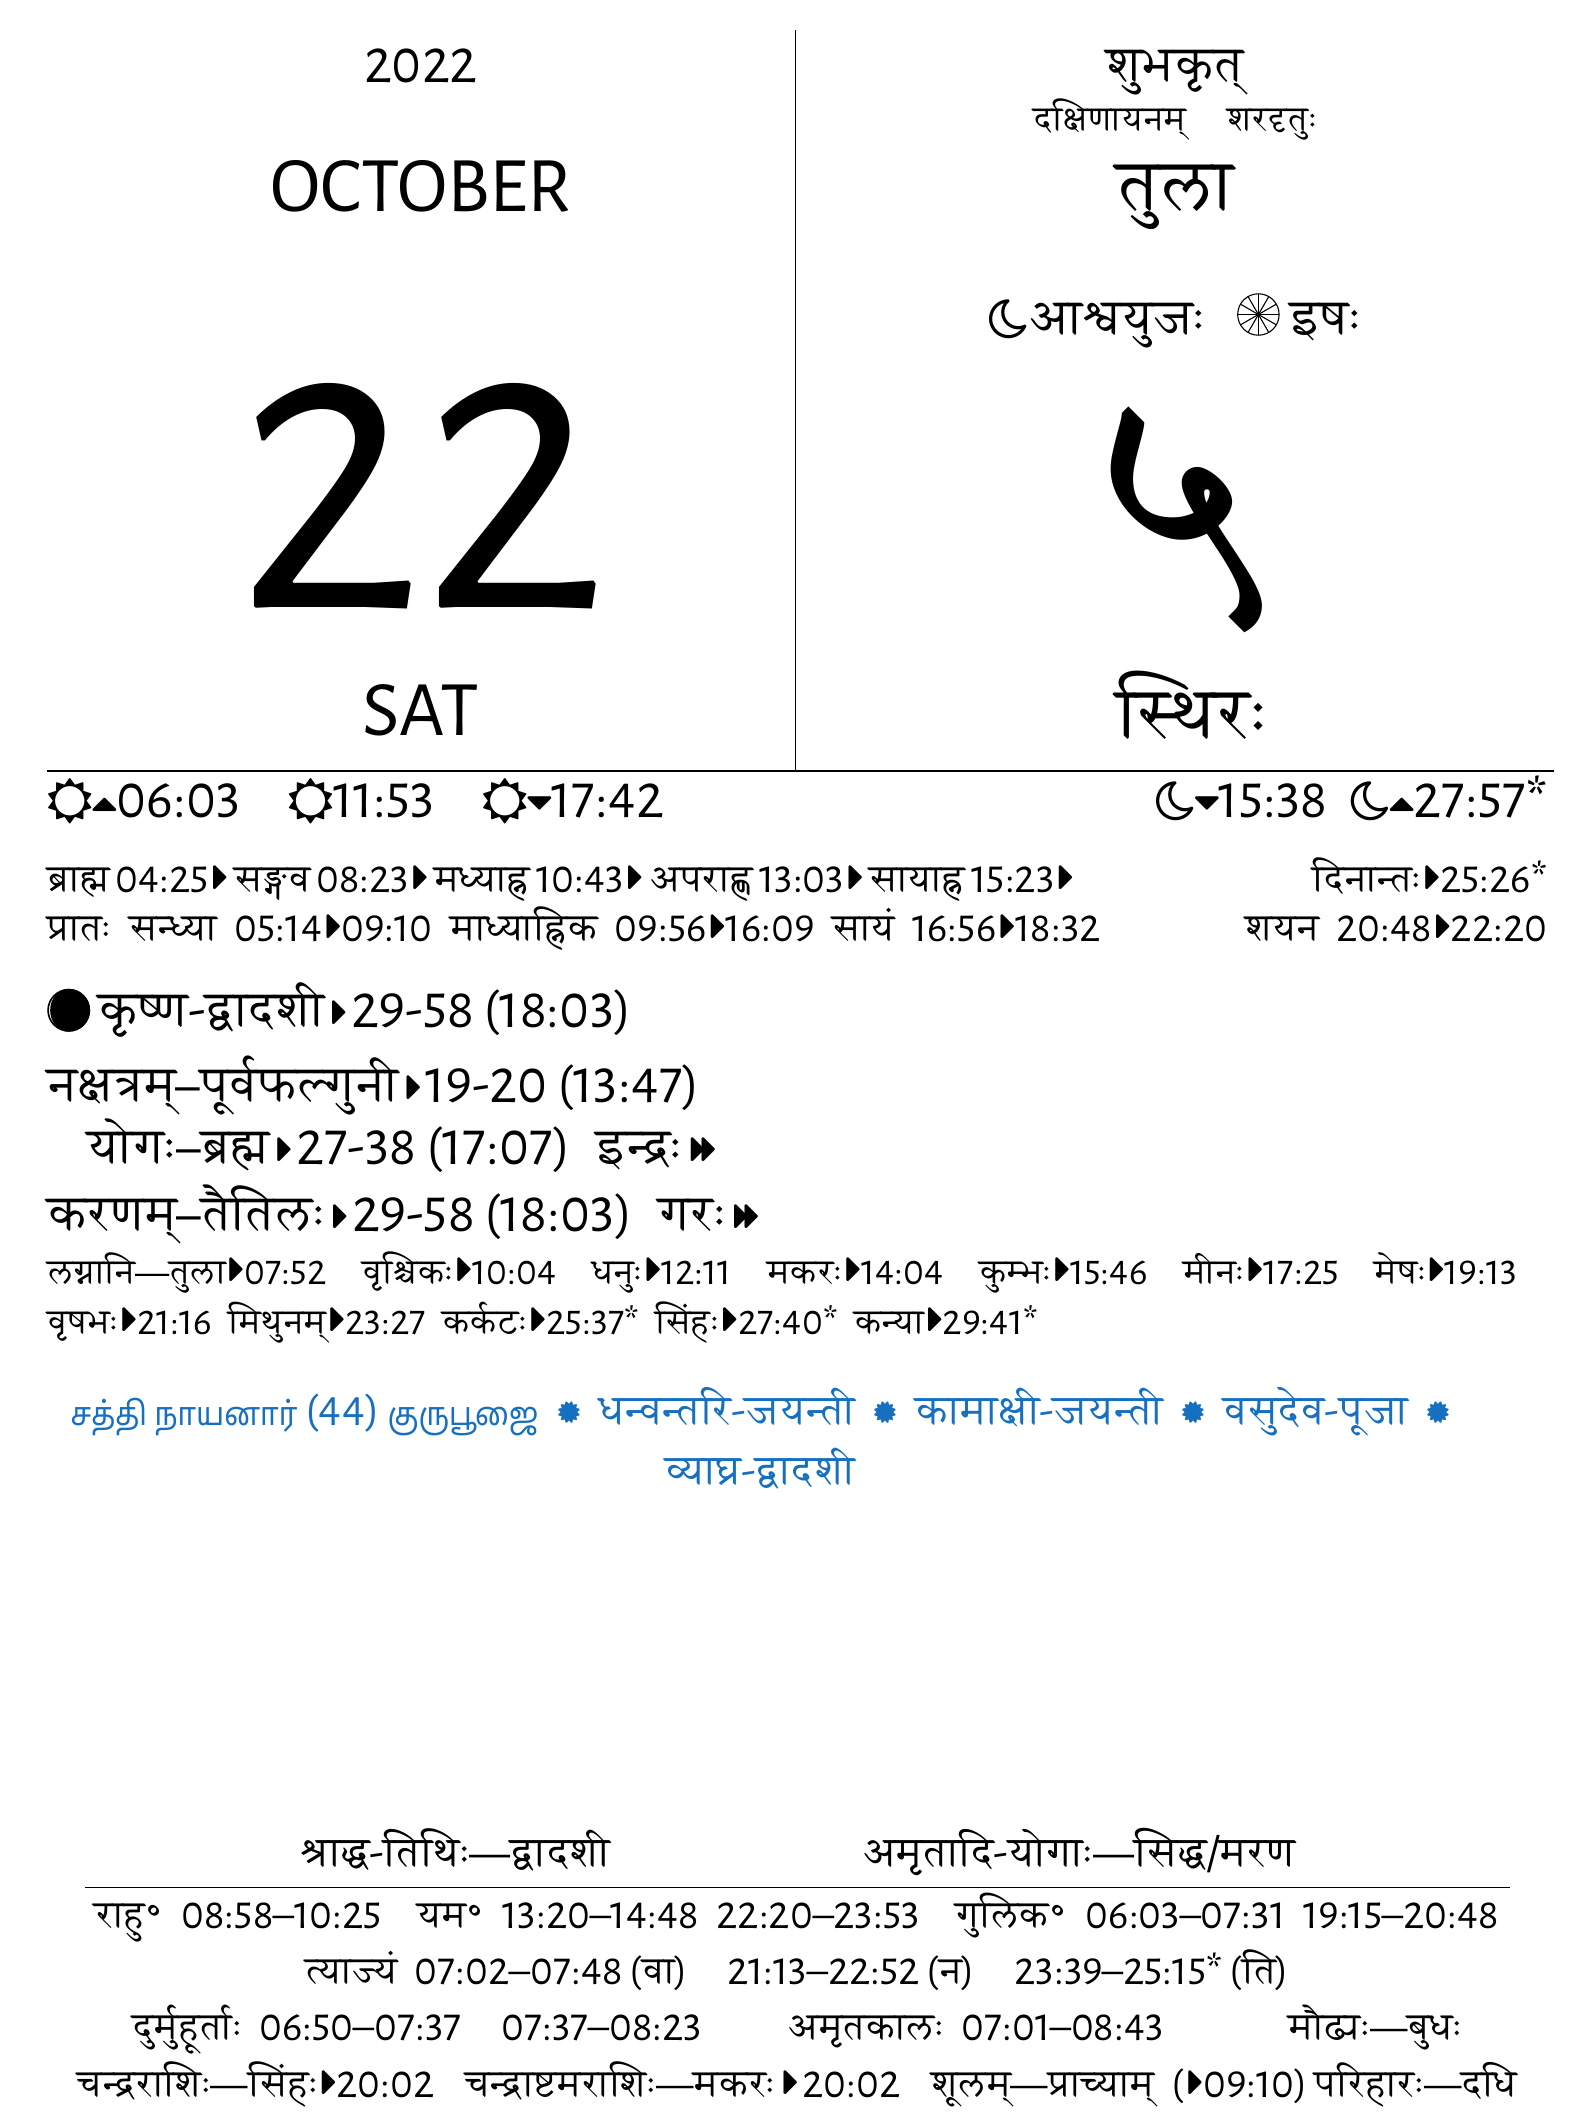 2022
OCTOBER
22
SAT
शुभकृत्
दक्षिणायनम् शरदृतुः
तुला
आश्वयुजः इषः
५
स्थिरः
06:03 11:53 17:42 15:38 27:57*
ब्राह्म 04:25 सङ्गव 08:23 मध्याह्न 10:43 अपराह्ण 13:03 सायाह्न 15:23 दिनान्तः 25:26*
प्रातः सन्ध्या 05:14 09:10 माध्याह्निक 09:56 16:09 सायं 16:56 18:32 शयन 20:48 22:20
कृष्ण-द्वादशी 29-58 (18:03)
नक्षत्रम्–पूर्वफल्गुनी 19-20 (13:47)
योगः–ब्रह्म 27-38 (17:07) इन्द्रः
करणम्–तैतिलः 29-58 (18:03) गरः
लग्नानि—तुला 07:52 वृश्चिकः 10:04 धनुः 12:11 मकरः 14:04 कुम्भः 15:46 मीनः 17:25 मेषः 19:13
वृषभः 21:16 मिथुनम् 23:27 कर्कटः 25:37* सिंहः 27:40* कन्या 29:41*
சத்தி நாயனார் (44) குருபூஜை धन्वन्तरि-जयन्ती कामाक्षी-जयन्ती वसुदेव-पूजा
व्याघ्र-द्वादशी
श्राद्ध-तिथिः—द्वादशी अमृतादि-योगाः—सिद्ध/मरण
राहु॰ 08:58–10:25 यम॰ 13:20–14:48 22:20–23:53 गुलिक॰ 06:03–07:31 19:15–20:48
त्याज्यं 07:02–07:48 (वा) 21:13–22:52 (न) 23:39–25:15* (ति)
दुर्मुहूर्ताः 06:50–07:37 07:37–08:23 अमृतकालः 07:01–08:43 मौढ्यः—बुधः
चन्द्रराशिः—सिंहः 20:02 चन्द्राष्टमराशिः—मकरः 20:02 शूलम्—प्राच्याम् (09:10) परिहारः—दधि